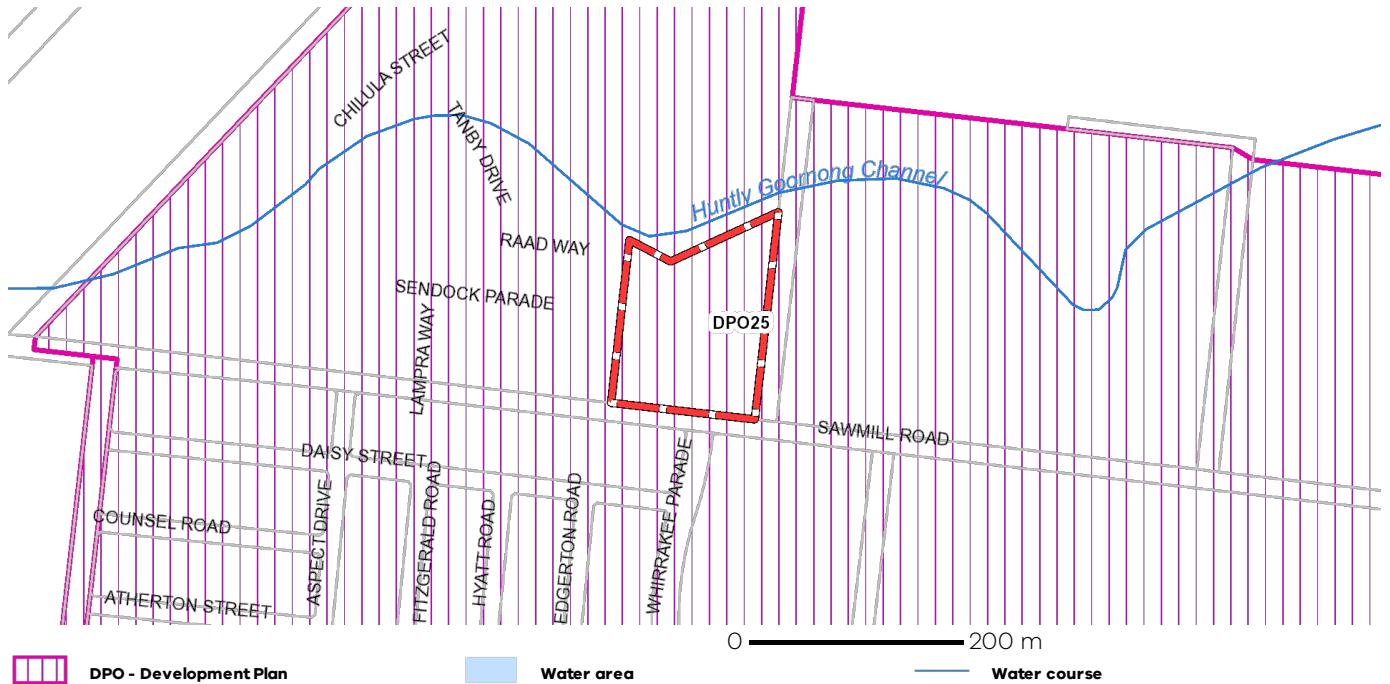 CHILULA STREET
TANBY DRIVE
Huntly Goornong Channel
RAAD WAY
SENDOCK PARADE
LAMPRA WAY
DPO25
SAWMILL ROAD
DAISY STREET
COUNSEL ROAD
ASPECT DRIVE
FITZGERALD ROAD
HYATT ROAD
EDGERTON ROAD
WHIRRAKEE PARADE
ATHERTON STREET
0 200 m
DPO - Development Plan Water area Water course